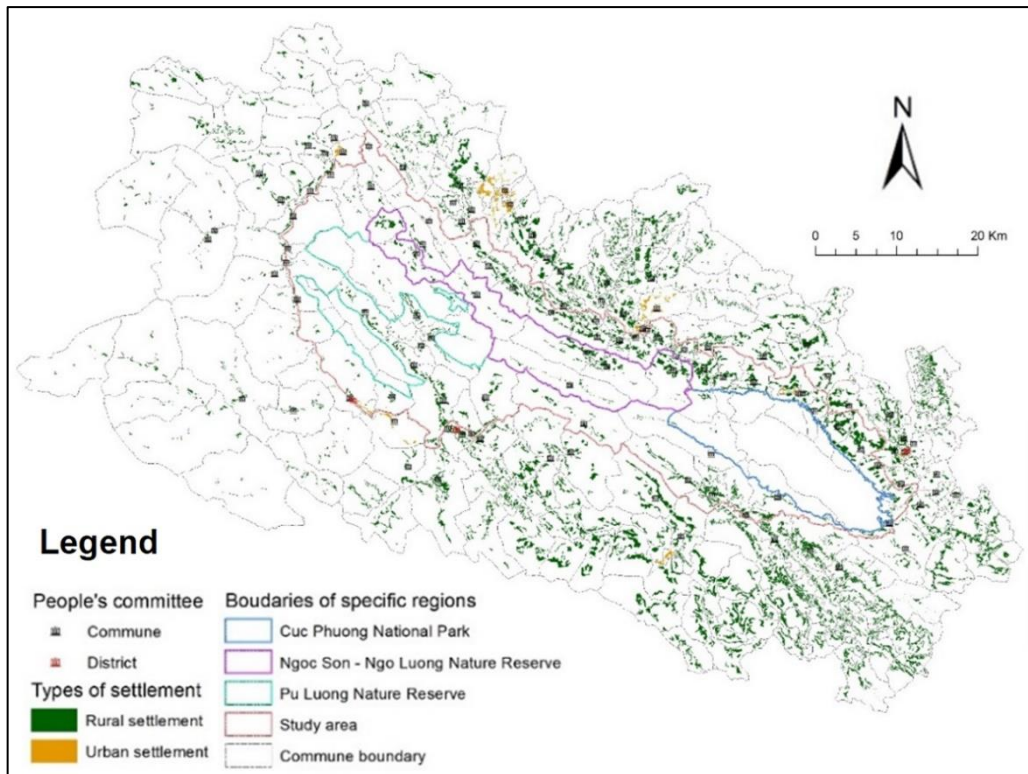 N
0 5 10 20 Km
Legend
People's committee
Commune
District
Types of settlement
Rural settlement
Urban settlement
Boudaries of specific regions
Cuc Phuong National Park
Ngoc Son - Ngo Luong Nature Reserve
Pu Luong Nature Reserve
Study area
Commune boundary